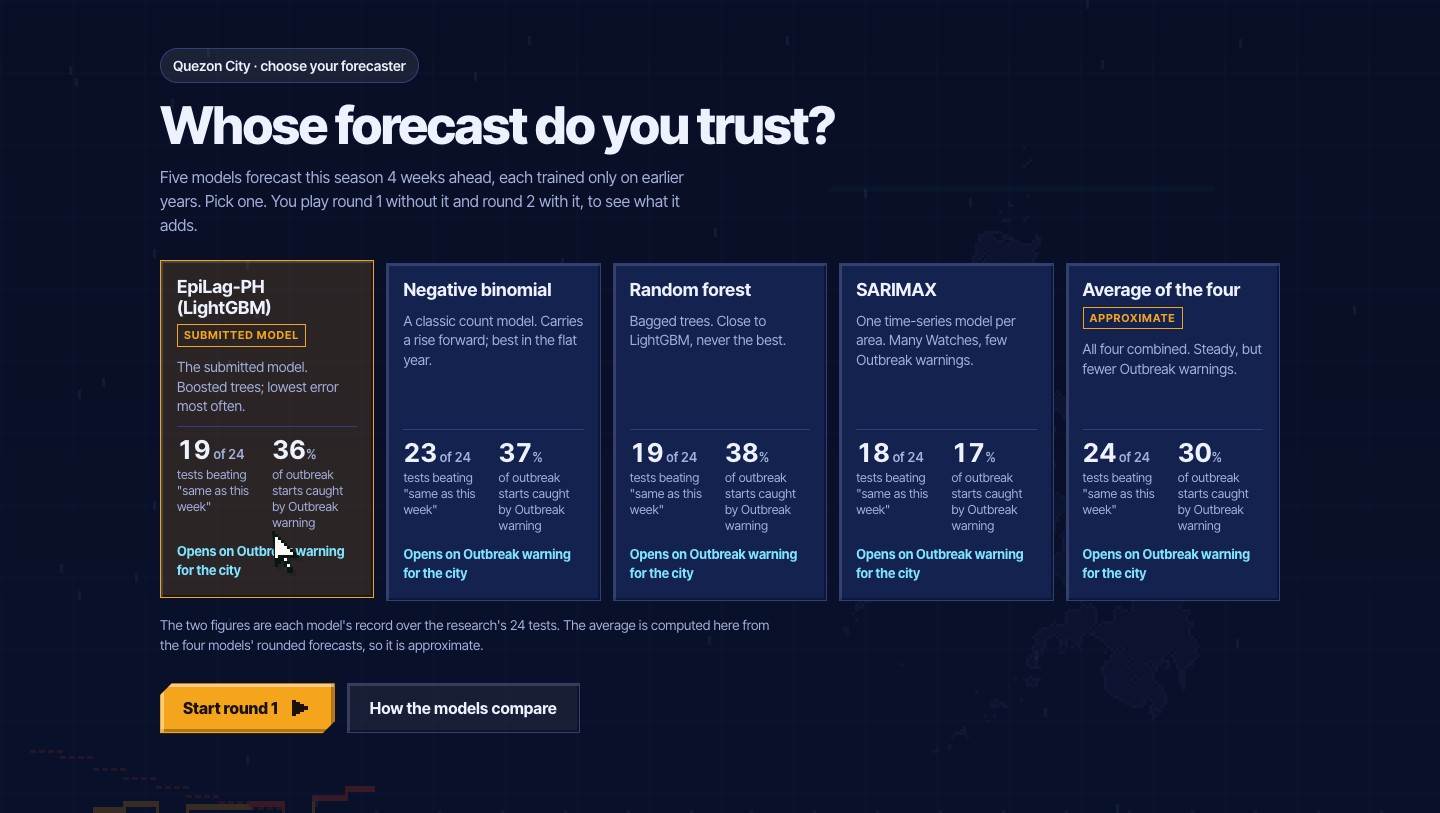 Quezon City · choose your forecaster
Whose forecast do you trust?
Five models forecast this season 4 weeks ahead, each trained only on earlier
years. Pick one. You play round 1 without it and round 2 with it, to see what it
adds.
EpiLag-PH
(LightGBM)
SUBMITTED MODEL
The submitted model.
Boosted trees; lowest error
most often.
19 of 24
tests beating
"same as this
week"
36%
of outbreak
starts caught
by Outbreak
warning
Opens on Outbreak warning
for the city
Negative binomial
A classic count model. Carries
a rise forward; best in the flat
year.
23 of 24
tests beating
"same as this
week"
37%
of outbreak
starts caught
by Outbreak
warning
Opens on Outbreak warning
for the city
Random forest
Bagged trees. Close to
LightGBM, never the best.
19 of 24
tests beating
"same as this
week"
38%
of outbreak
starts caught
by Outbreak
warning
Opens on Outbreak warning
for the city
SARIMAX
One time-series model per
area. Many Watches, few
Outbreak warnings.
18 of 24
tests beating
"same as this
week"
17%
of outbreak
starts caught
by Outbreak
warning
Opens on Outbreak warning
for the city
Average of the four
APPROXIMATE
All four combined. Steady, but
fewer Outbreak warnings.
24 of 24
tests beating
"same as this
week"
30%
of outbreak
starts caught
by Outbreak
warning
Opens on Outbreak warning
for the city
The two figures are each model's record over the research's 24 tests. The average is computed here from
the four models' rounded forecasts, so it is approximate.
Start round 1
How the models compare